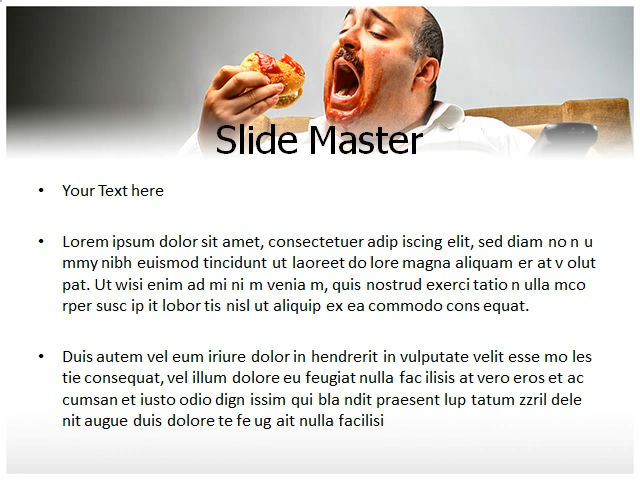 Slide Master
• Your Text here
• Lorem ipsum dolor sit amet, consectetuer adip iscing elit, sed diam no n u
mmy nibh euismod tincidunt ut laoreet do lore magna aliquam er at v olut
pat. Ut wisi enim ad mi ni m venia m, quis nostrud exerci tatio n ulla mco
rper susc ip it lobor tis nisl ut aliquip ex ea commodo cons equat.
• Duis autem vel eum iriure dolor in hendrerit in vulputate velit esse mo les
tie consequat, vel illum dolore eu feugiat nulla fac ilisis at vero eros et ac
cumsan et iusto odio dign issim qui bla ndit praesent lup tatum zzril dele
nit augue duis dolore te fe ug ait nulla facilisi